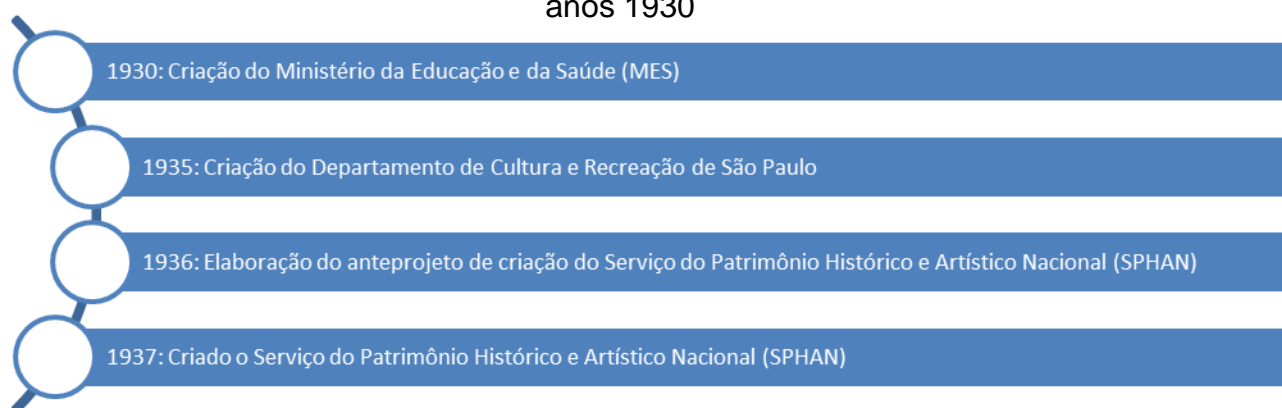 anos 1930
1930: Criação do Ministério da Educação e da Saúde (MES)
1935: Criação do Departamento de Cultura e Recreação de São Paulo
1936: Elaboração do anteprojeto de criação do Serviço do Patrimônio Histórico e Artístico Nacional (SPHAN)
1937: Criado o Serviço do Patrimônio Histórico e Artístico Nacional (SPHAN)